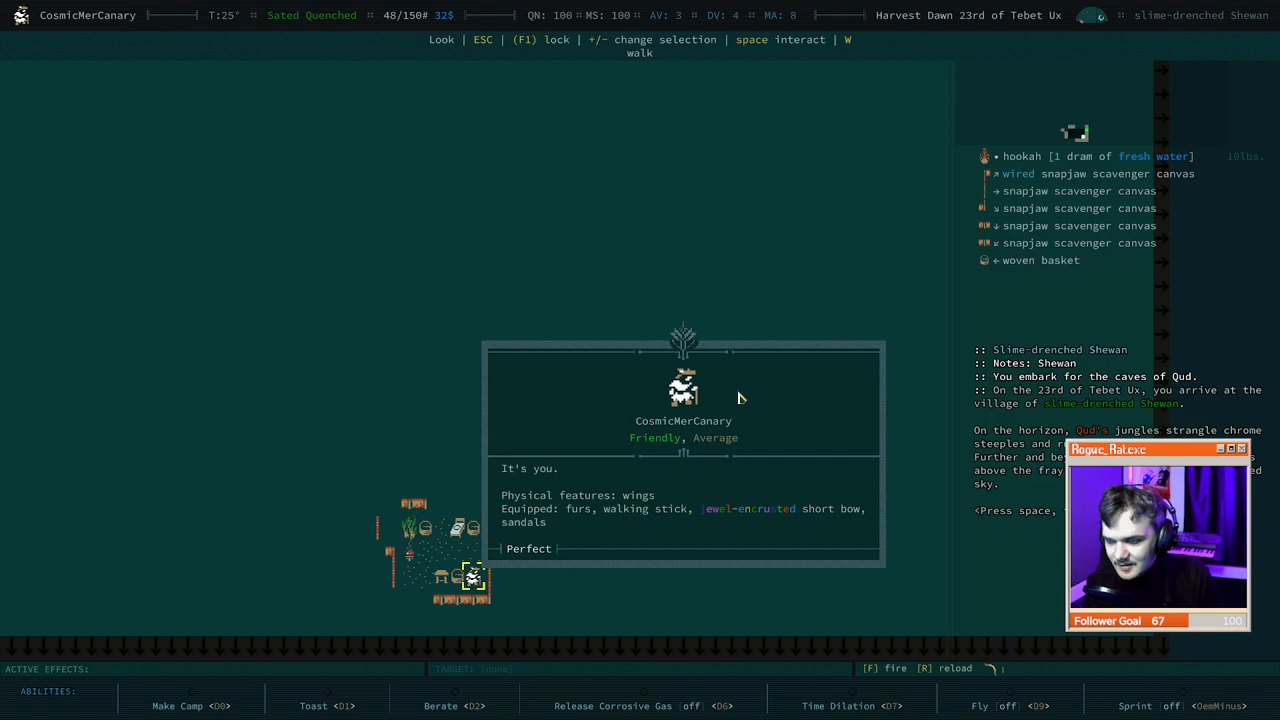 CosmicMerCanary T:25° Sated Quenched :: 48/150# 32$ QN: 100 :: MS: 100 :: AV: 3 :: DV: 4 :: MA: 8 Harvest Dawn 23rd of Tebet Ux :: slime-drenched Shewan
Look | ESC | (F1) lock | +/- change selection | space interact | W
walk
• hookah [1 dram of fresh water] 10lbs.
↗ wired snapjaw scavenger canvas
→ snapjaw scavenger canvas
↘ snapjaw scavenger canvas
↓ snapjaw scavenger canvas
↙ snapjaw scavenger canvas
← woven basket
CosmicMerCanary
Friendly, Average
It's you.
Physical features: wings
Equipped: furs, walking stick, jewel-encrusted short bow,
sandals
Perfect
:: Slime-drenched Shewan
:: Notes: Shewan
:: You embark for the caves of Qud.
:: On the 23rd of Tebet Ux, you arrive at the
village of slime-drenched Shewan.
On the horizon, Qud's jungles strangle chrome
steeples and r
Further and be
above the fray
sky.
<Press space,
Rogue_Rat.exe
Follower Goal 67 100
ACTIVE EFFECTS: TARGET: [none] [F] fire [R] reload
ABILITIES: Make Camp <D0> Toast <D1> Berate <D2> Release Corrosive Gas [off] <D6> Time Dilation <D7> Fly [off] <D9> Sprint [off] <OemMinus>